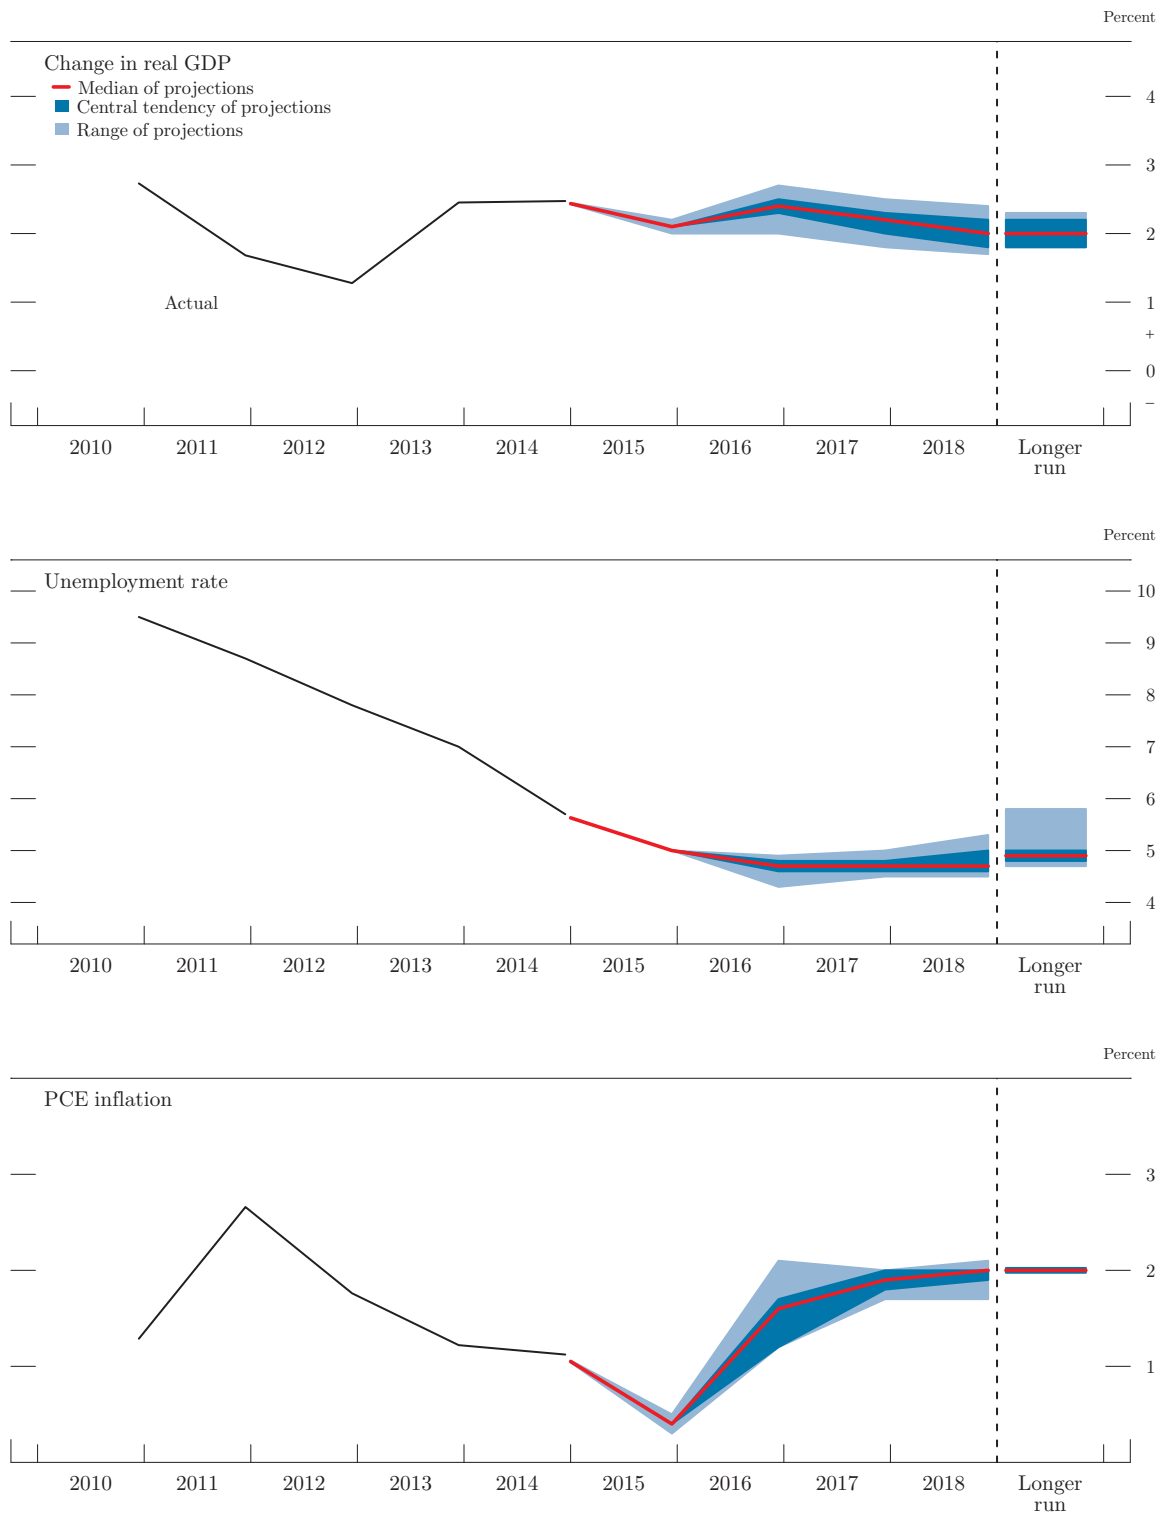 Percent
Change in real GDP
Median of projections
Central tendency of projections
Range of projections
4
3
2
Actual
1
+
0
−
2010 2011 2012 2013 2014 2015 2016 2017 2018 Longer
run
Percent
Unemployment rate
10
9
8
7
6
5
4
2010 2011 2012 2013 2014 2015 2016 2017 2018 Longer
run
Percent
PCE inflation
3
2
1
2010 2011 2012 2013 2014 2015 2016 2017 2018 Longer
run